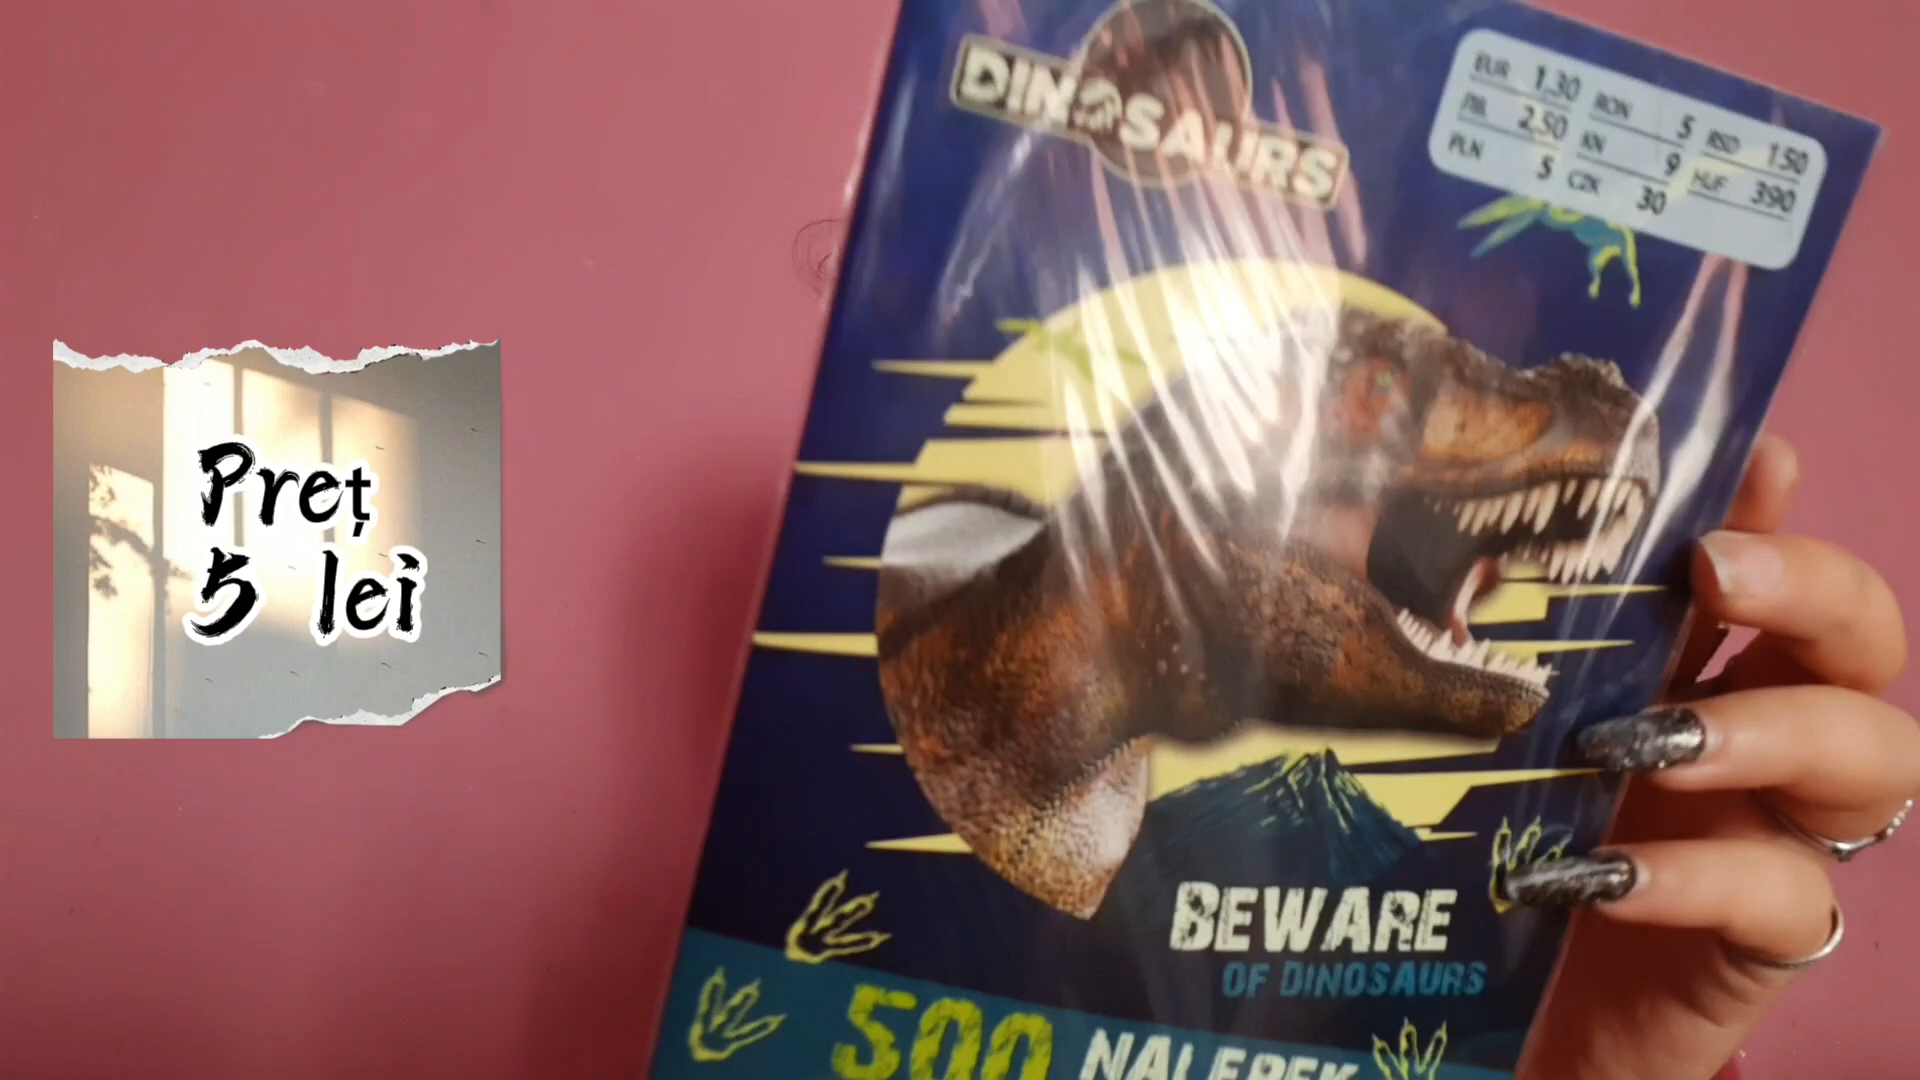 DINOSAURS
EUR 1.30 RON 5 RSD 150
2.50 KN 9 HUF 390
PLN 5 CZK 30
Preț
5 lei
BEWARE
OF DINOSAURS
500 NALEPEK